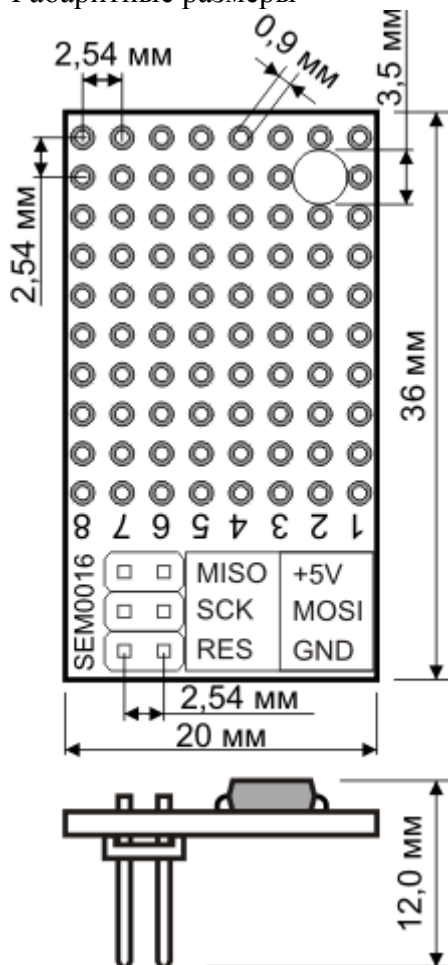 Габаритные размеры
2,54 мм
0,9 мм
3,5 мм
2,54 мм
36 мм
8 7 6 5 4 3 2 1
SEM0016
MISO +5V
SCK MOSI
RES GND
2,54 мм
20 мм
12,0 мм